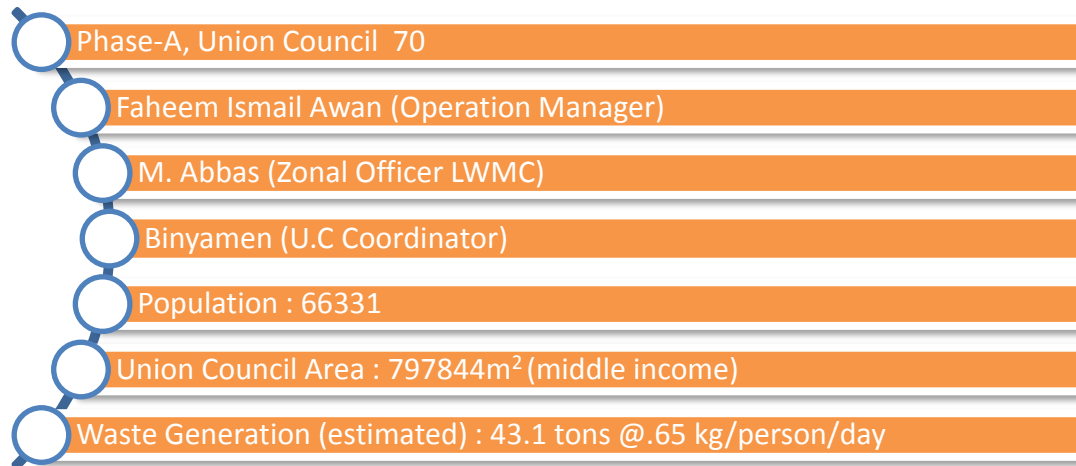 Phase-A, Union Council 70
Faheem Ismail Awan (Operation Manager)
M. Abbas (Zonal Officer LWMC)
Binyamen (U.C Coordinator)
Population : 66331
Union Council Area : 797844m² (middle income)
Waste Generation (estimated) : 43.1 tons @.65 kg/person/day